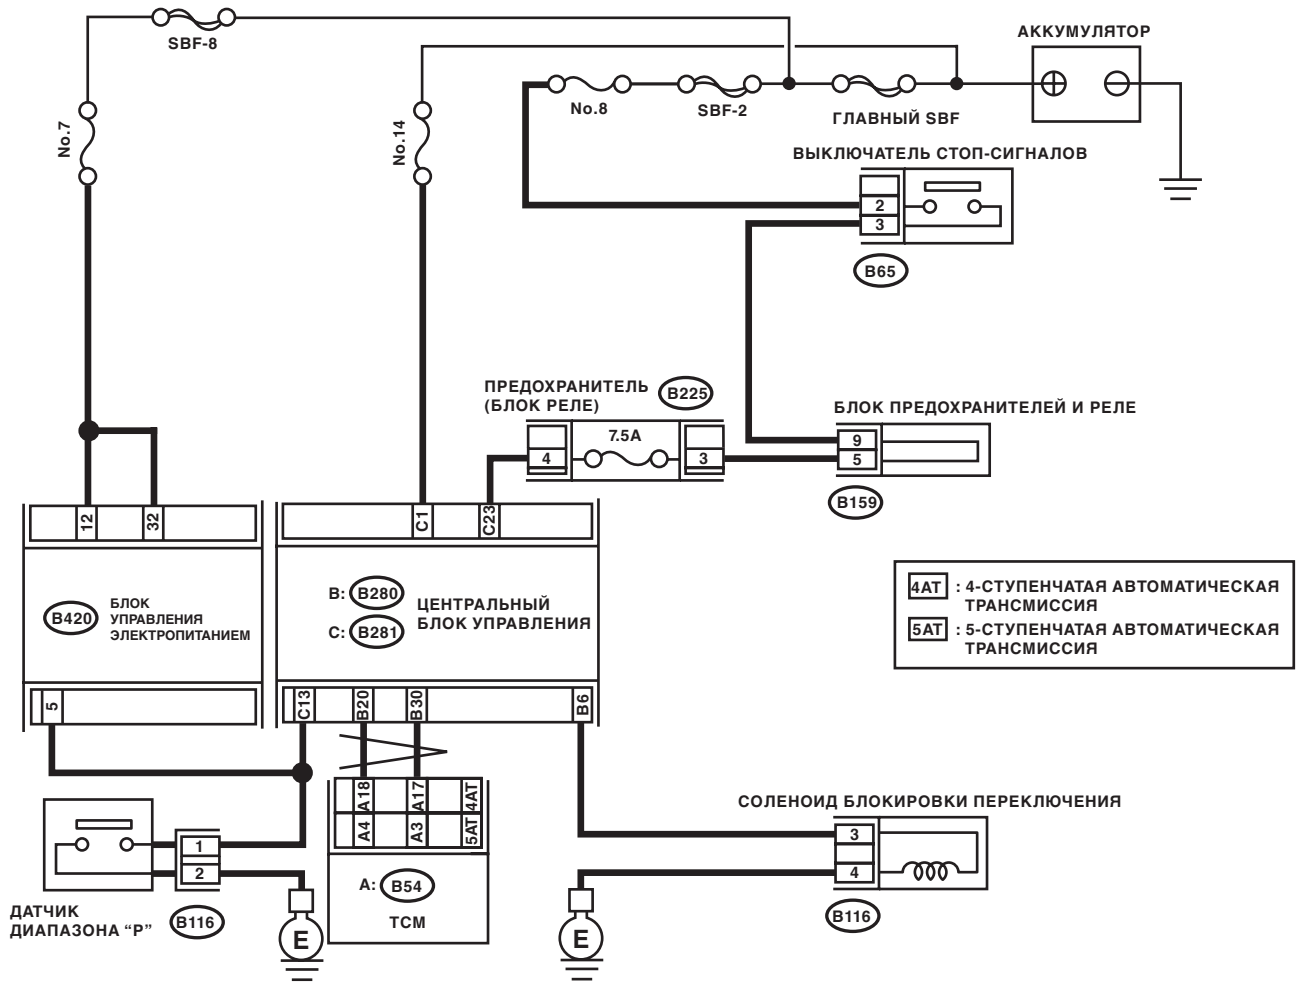 SBF-8
АККУМУЛЯТОР
No.7
No.14
No.8
SBF-2
ГЛАВНЫЙ SBF
ВЫКЛЮЧАТЕЛЬ СТОП-СИГНАЛОВ
2
3
B65
ПРЕДОХРАНИТЕЛЬ
(БЛОК РЕЛЕ)
B225
7.5A
4
3
БЛОК ПРЕДОХРАНИТЕЛЕЙ И РЕЛЕ
9
5
B159
12
32
C1
C23
B420
БЛОК
УПРАВЛЕНИЯ
ЭЛЕКТРОПИТАНИЕМ
B: B280
C: B281
ЦЕНТРАЛЬНЫЙ
БЛОК УПРАВЛЕНИЯ
4AT : 4-СТУПЕНЧАТАЯ АВТОМАТИЧЕСКАЯ
ТРАНСМИССИЯ
5AT : 5-СТУПЕНЧАТАЯ АВТОМАТИЧЕСКАЯ
ТРАНСМИССИЯ
5
C13
B20
B30
B6
A18
A17
4AT
A4
A3
5AT
A: B54
TCM
1
2
ДАТЧИК
ДИАПАЗОНА “P”
B116
E
E
СОЛЕНОИД БЛОКИРОВКИ ПЕРЕКЛЮЧЕНИЯ
3
4
B116